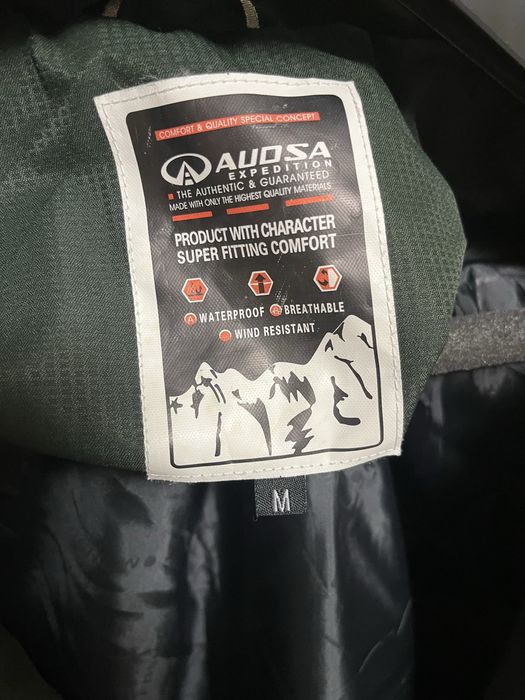 COMFORT & QUALITY SPECIAL CONCEPT
AUOSA
EXPEDITION
THE AUTHENTIC & GUARANTEED
MADE WITH ONLY THE HIGHEST QUALITY MATERIALS
PRODUCT WITH CHARACTER
SUPER FITTING COMFORT
A WATERPROOF B BREATHABLE
WIND RESISTANT
M